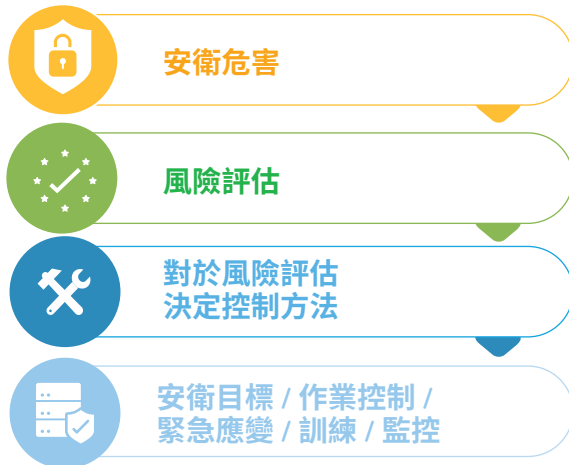 安衛危害
風險評估
對於風險評估
決定控制方法
安衛目標 / 作業控制 /
緊急應變 / 訓練 / 監控